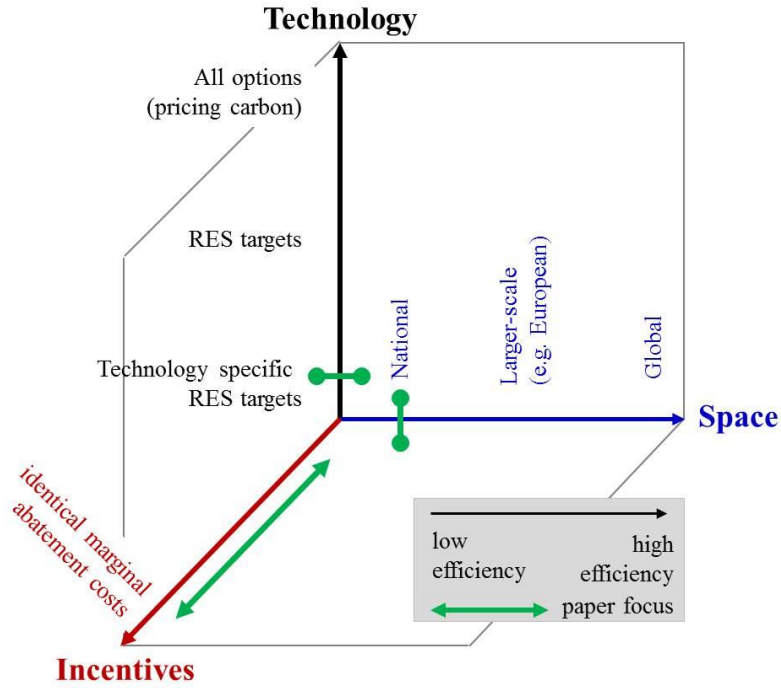 Technology
All options
(pricing carbon)
RES targets
Technology specific
RES targets
National
Larger-scale
(e.g. European)
Global
Space
identical marginal
abatement costs
Incentives
low
efficiency
high
efficiency
paper focus